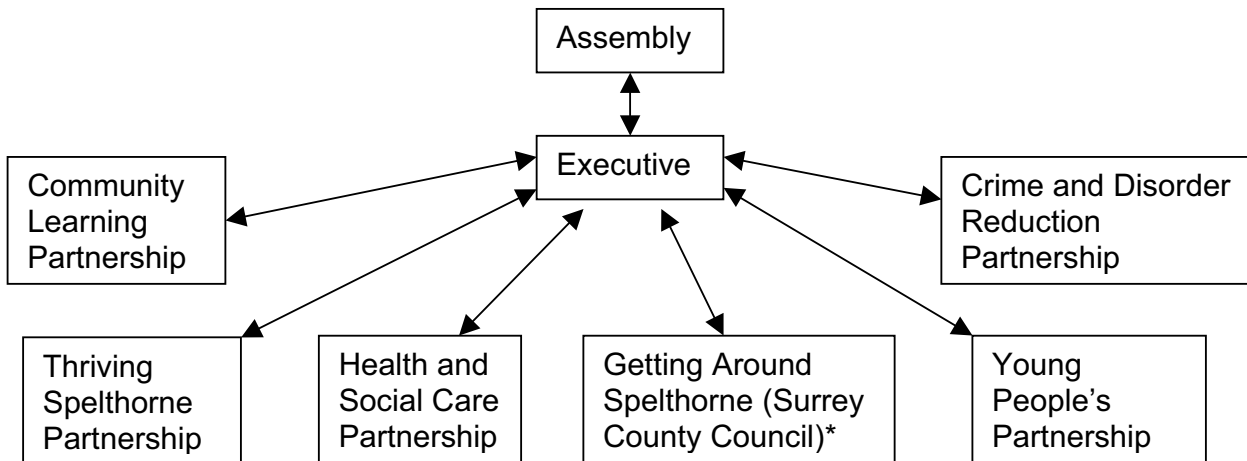 Assembly
Executive
Community
Learning
Partnership
Crime and Disorder
Reduction
Partnership
Thriving
Spelthorne
Partnership
Health and
Social Care
Partnership
Getting Around
Spelthorne (Surrey
County Council)*
Young
People’s
Partnership